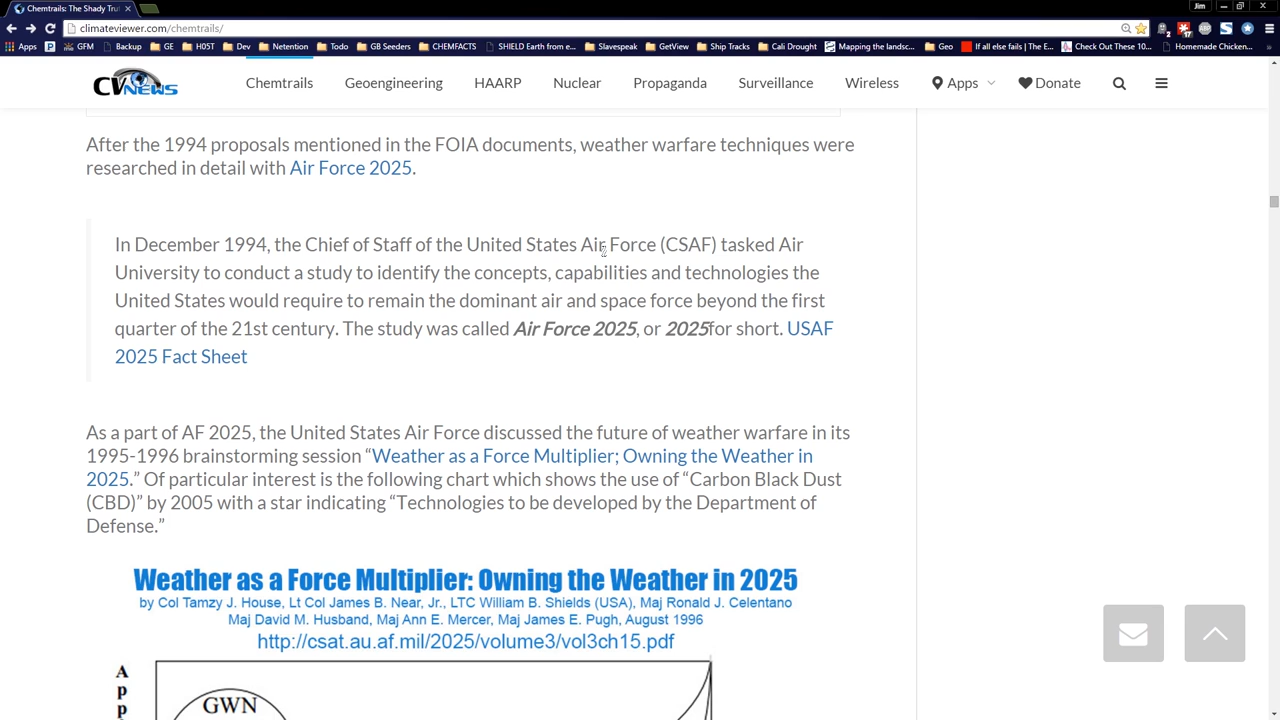 Chemtrails: The Shady Tru
Jim
climateviewer.com/chemtrails/
Apps GFM Backup GE H05T Dev Netention Todo GB Seeders CHEMFACTS SHIELD Earth from e... Slavespeak GetView Ship Tracks Cali Drought Mapping the landsc... Geo If all else fails | The E... Check Out These 10... Homemade Chicken...
CV NEWS Chemtrails Geoengineering HAARP Nuclear Propaganda Surveillance Wireless Apps Donate
After the 1994 proposals mentioned in the FOIA documents, weather warfare techniques were
researched in detail with Air Force 2025.
In December 1994, the Chief of Staff of the United States Air Force (CSAF) tasked Air
University to conduct a study to identify the concepts, capabilities and technologies the
United States would require to remain the dominant air and space force beyond the first
quarter of the 21st century. The study was called Air Force 2025, or 2025for short. USAF
2025 Fact Sheet
As a part of AF 2025, the United States Air Force discussed the future of weather warfare in its
1995-1996 brainstorming session “Weather as a Force Multiplier; Owning the Weather in
2025.” Of particular interest is the following chart which shows the use of “Carbon Black Dust
(CBD)” by 2005 with a star indicating “Technologies to be developed by the Department of
Defense.”
Weather as a Force Multiplier: Owning the Weather in 2025
by Col Tamzy J. House, Lt Col James B. Near, Jr., LTC William B. Shields (USA), Maj Ronald J. Celentano
Maj David M. Husband, Maj Ann E. Mercer, Maj James E. Pugh, August 1996
http://csat.au.af.mil/2025/volume3/vol3ch15.pdf
A
p
p
GWN